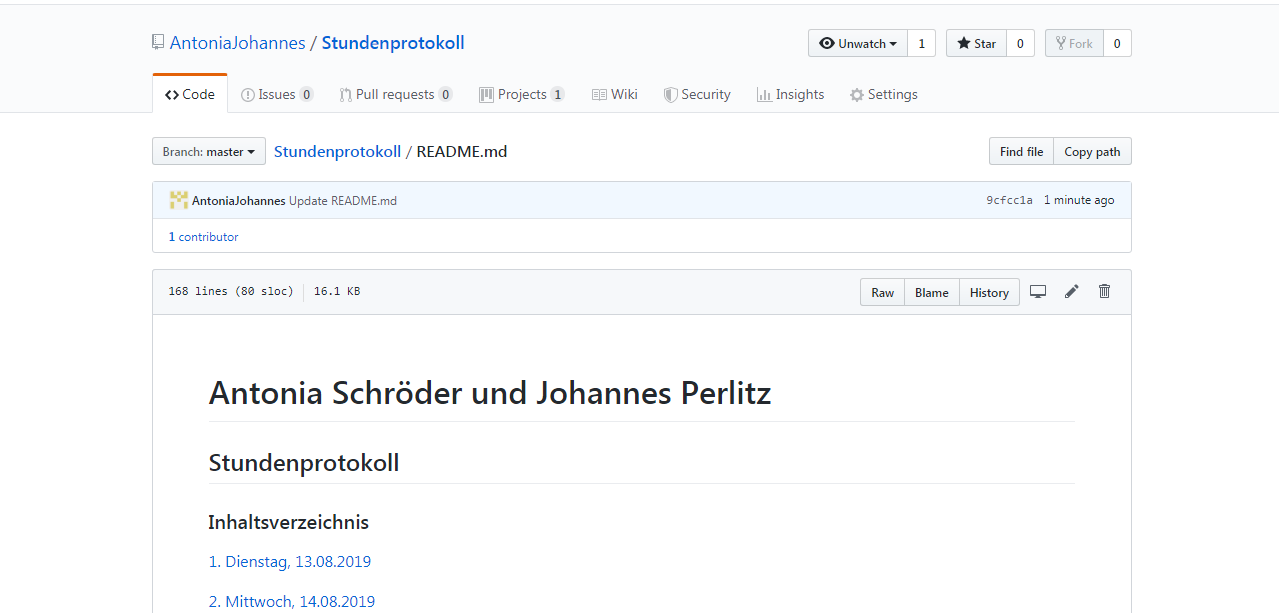 AntoniaJohannes / Stundenprotokoll
Unwatch 1 Star 0 Fork 0
Code Issues 0 Pull requests 0 Projects 1 Wiki Security Insights Settings
Branch: master Stundenprotokoll / README.md Find file Copy path
AntoniaJohannes Update README.md 9cfcc1a 1 minute ago
1 contributor
168 lines (80 sloc) 16.1 KB Raw Blame History
Antonia Schröder und Johannes Perlitz
Stundenprotokoll
Inhaltsverzeichnis
1. Dienstag, 13.08.2019
2. Mittwoch, 14.08.2019